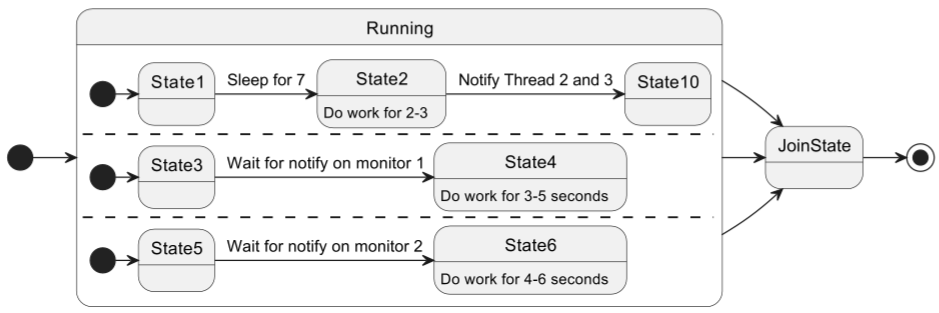 Running
State1
Sleep for 7
State2
Do work for 2-3
Notify Thread 2 and 3
State10
State3
Wait for notify on monitor 1
State4
Do work for 3-5 seconds
State5
Wait for notify on monitor 2
State6
Do work for 4-6 seconds
JoinState